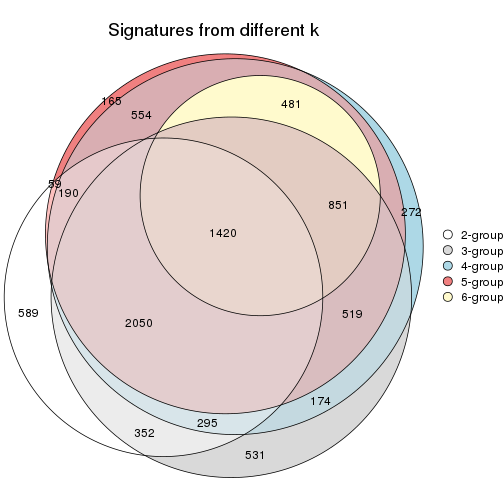 Signatures from different k
165
554
481
59
190
851
272
1420
589
2050
519
174
295
352
531
2-group
3-group
4-group
5-group
6-group